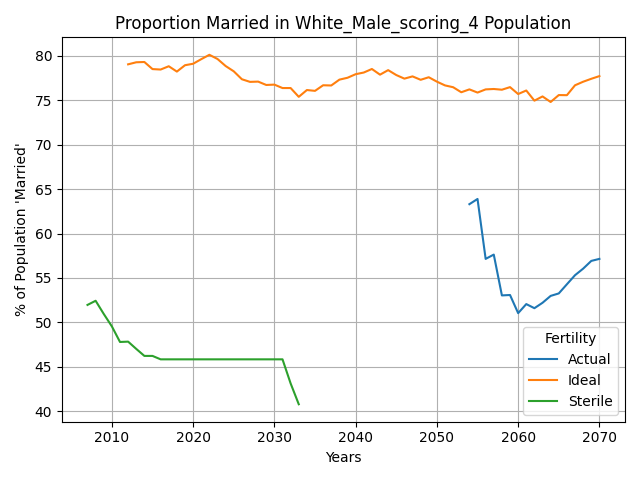 Proportion Married in White_Male_scoring_4 Population
% of Population 'Married'
80
75
70
65
60
55
50
45
40
Fertility
Actual
Ideal
Sterile
2010 2020 2030 2040 2050 2060 2070
Years